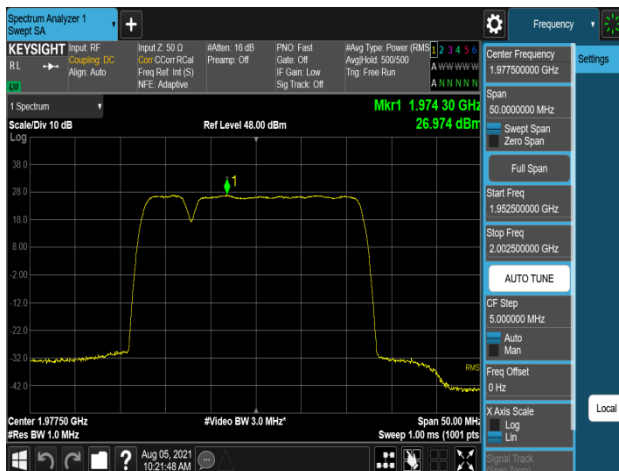 Spectrum Analyzer 1
Swept SA
+
Frequency
KEYSIGHT
RL
Input: RF
Coupling: DC
Align: Auto
Input Z: 50 Ω
Corr CCorr RCal
Freq Ref: Int (S)
NFE: Adaptive
#Atten: 16 dB
Preamp: Off
PNO: Fast
Gate: Off
IF Gain: Low
Sig Track: Off
#Avg Type: Power (RMS
Avg|Hold: 500/500
Trig: Free Run
1 2 3 4 5 6
A W W W W W
A N N N N N
LXI
1 Spectrum
Scale/Div 10 dB
Log
Ref Level 48.00 dBm
Mkr1 1.974 30 GHz
26.974 dBm
38.0
28.0
18.0
8.00
-2.00
-12.0
-22.0
-32.0
-42.0
1
RMS
Center 1.97750 GHz
#Res BW 1.0 MHz
#Video BW 3.0 MHz*
Span 50.00 MHz
Sweep 1.00 ms (1001 pts)
Aug 05, 2021
10:21:48 AM
?
Center Frequency
1.977500000 GHz
Span
50.0000000 MHz
Swept Span
Zero Span
Full Span
Start Freq
1.952500000 GHz
Stop Freq
2.002500000 GHz
AUTO TUNE
CF Step
5.000000 MHz
Auto
Man
Freq Offset
0 Hz
X Axis Scale
Log
Lin
Signal Track
Settings
Local